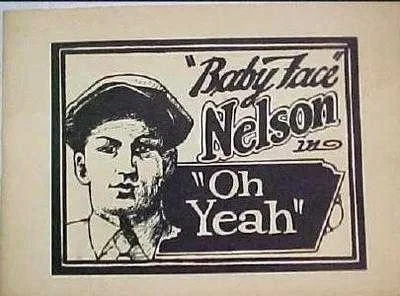 "Baby Face"
Nelson
in
"Oh
Yeah"